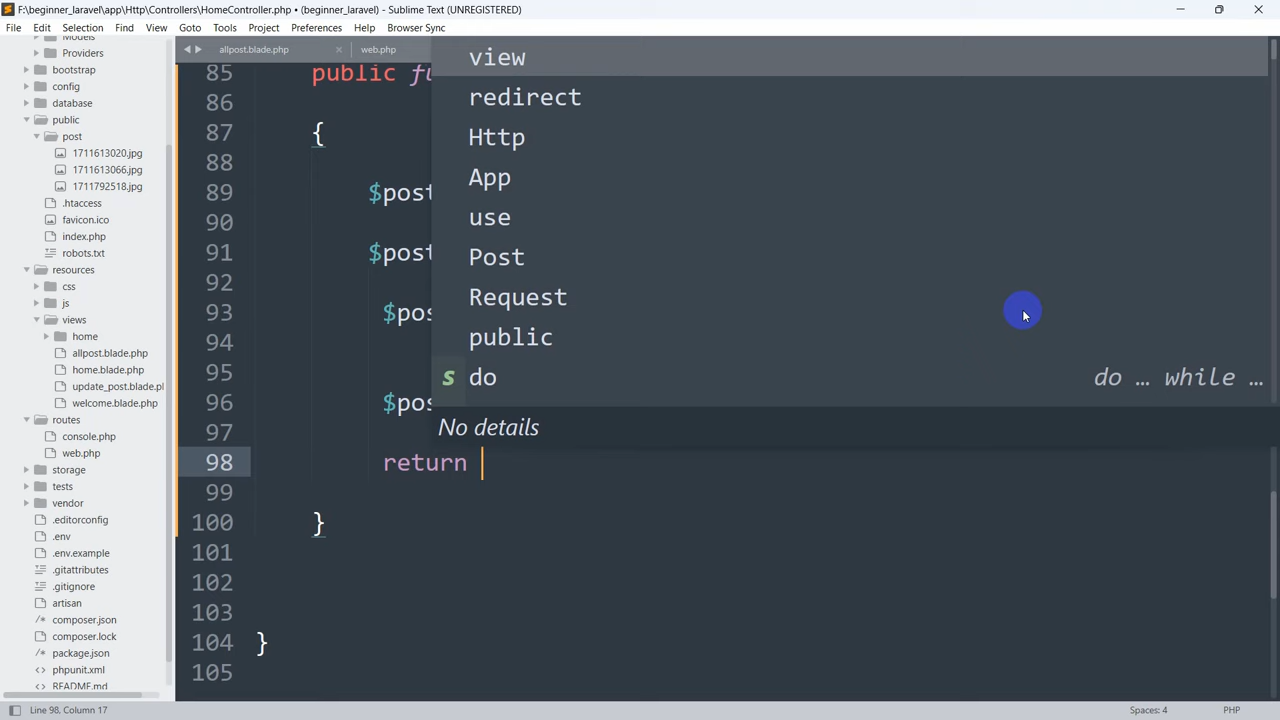 F:\beginner_laravel\app\Http\Controllers\HomeController.php • (beginner_laravel) - Sublime Text (UNREGISTERED)
File Edit Selection Find View Goto Tools Project Preferences Help Browser Sync
Models
Providers
bootstrap
config
database
public
post
1711613020.jpg
1711613066.jpg
1711792518.jpg
.htaccess
favicon.ico
index.php
robots.txt
resources
css
js
views
home
allpost.blade.php
home.blade.php
update_post.blade.pl
welcome.blade.php
routes
console.php
web.php
storage
tests
vendor
.editorconfig
.env
.env.example
.gitattributes
.gitignore
artisan
composer.json
composer.lock
package.json
phpunit.xml
README.md
allpost.blade.php
web.php
85 public fu
86
87 {
88
89 $post
90
91 $post
92
93 $pos
94
95
96 $pos
97
98 return
99
100 }
101
102
103
104 }
105
view
redirect
Http
App
use
Post
Request
public
s do do … while …
No details
Line 98, Column 17
Spaces: 4
PHP